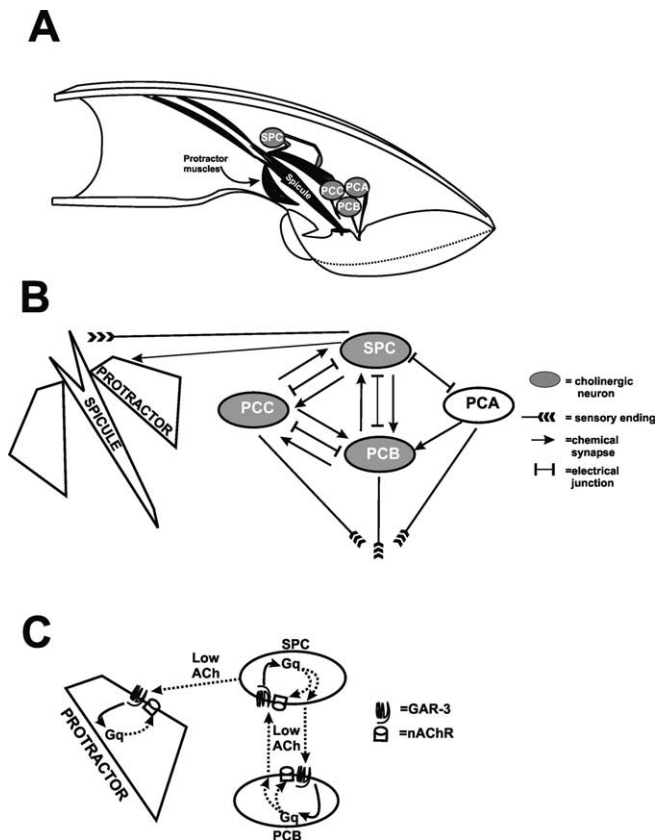 A
SPC
Protractor
muscles
Spicule
PCC
PCA
PCB
B
SPC
PROTRACTOR
SPICULE
PCC
PCA
PCB
= cholinergic
neuron
= sensory ending
=chemical
synapse
=electrical
junction
C
SPC
Low
ACh
Gq
=GAR-3
=nAChR
Gq
Low
ACh
PROTRACTOR
Gq
PCB